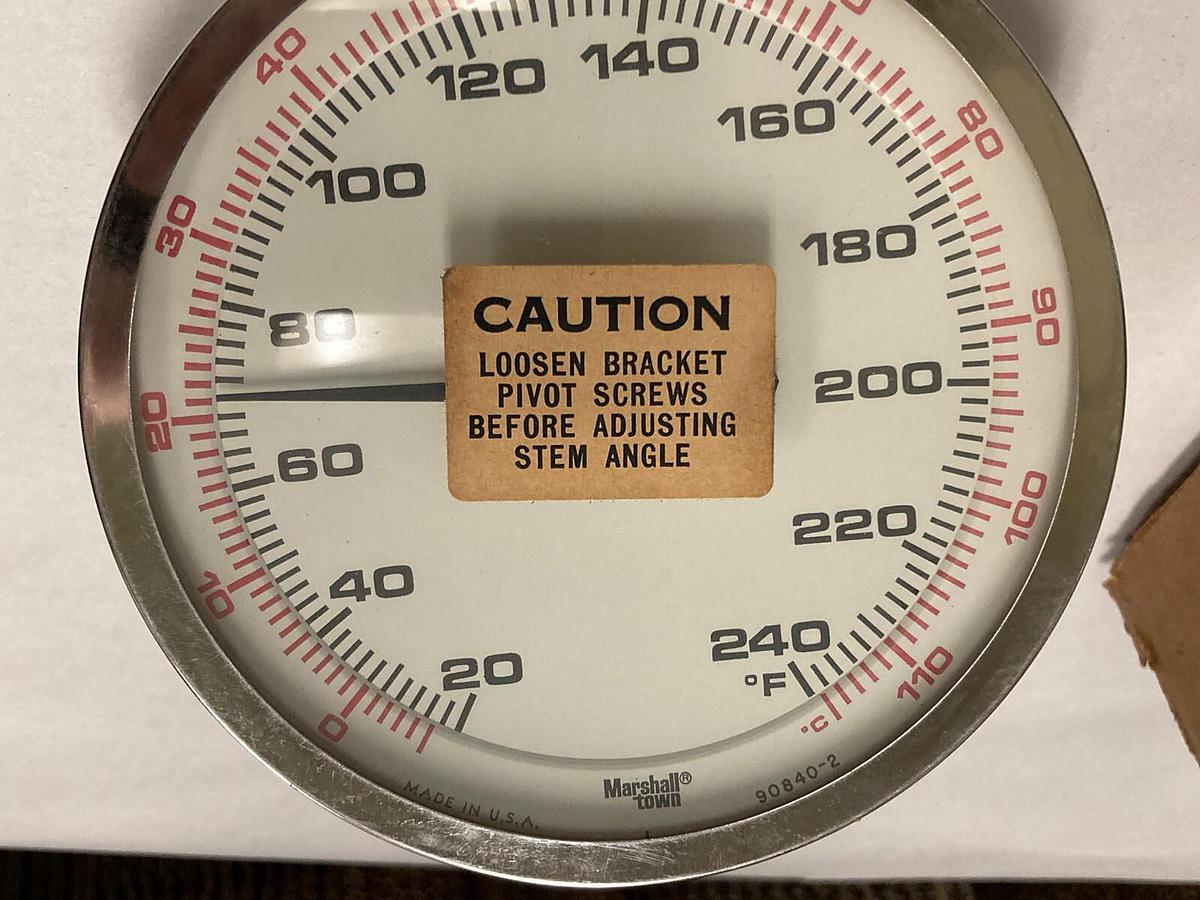 40
120
140
160
80
100
30
180
80
90
CAUTION
LOOSEN BRACKET
PIVOT SCREWS
BEFORE ADJUSTING
STEM ANGLE
200
20
60
220
100
40
10
20
240
°F
110
0
°C
Marshall®
town
90840-2
MADE IN U.S.A.